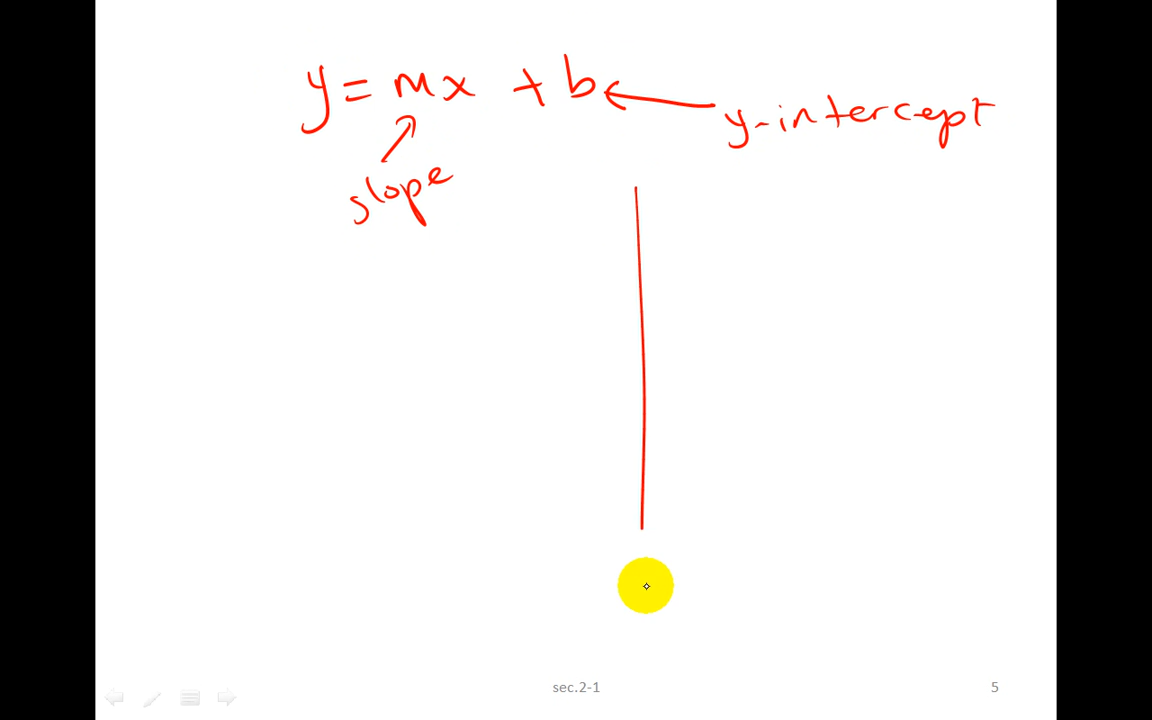 y = mx + b
y-intercept
slope
sec.2-1
5